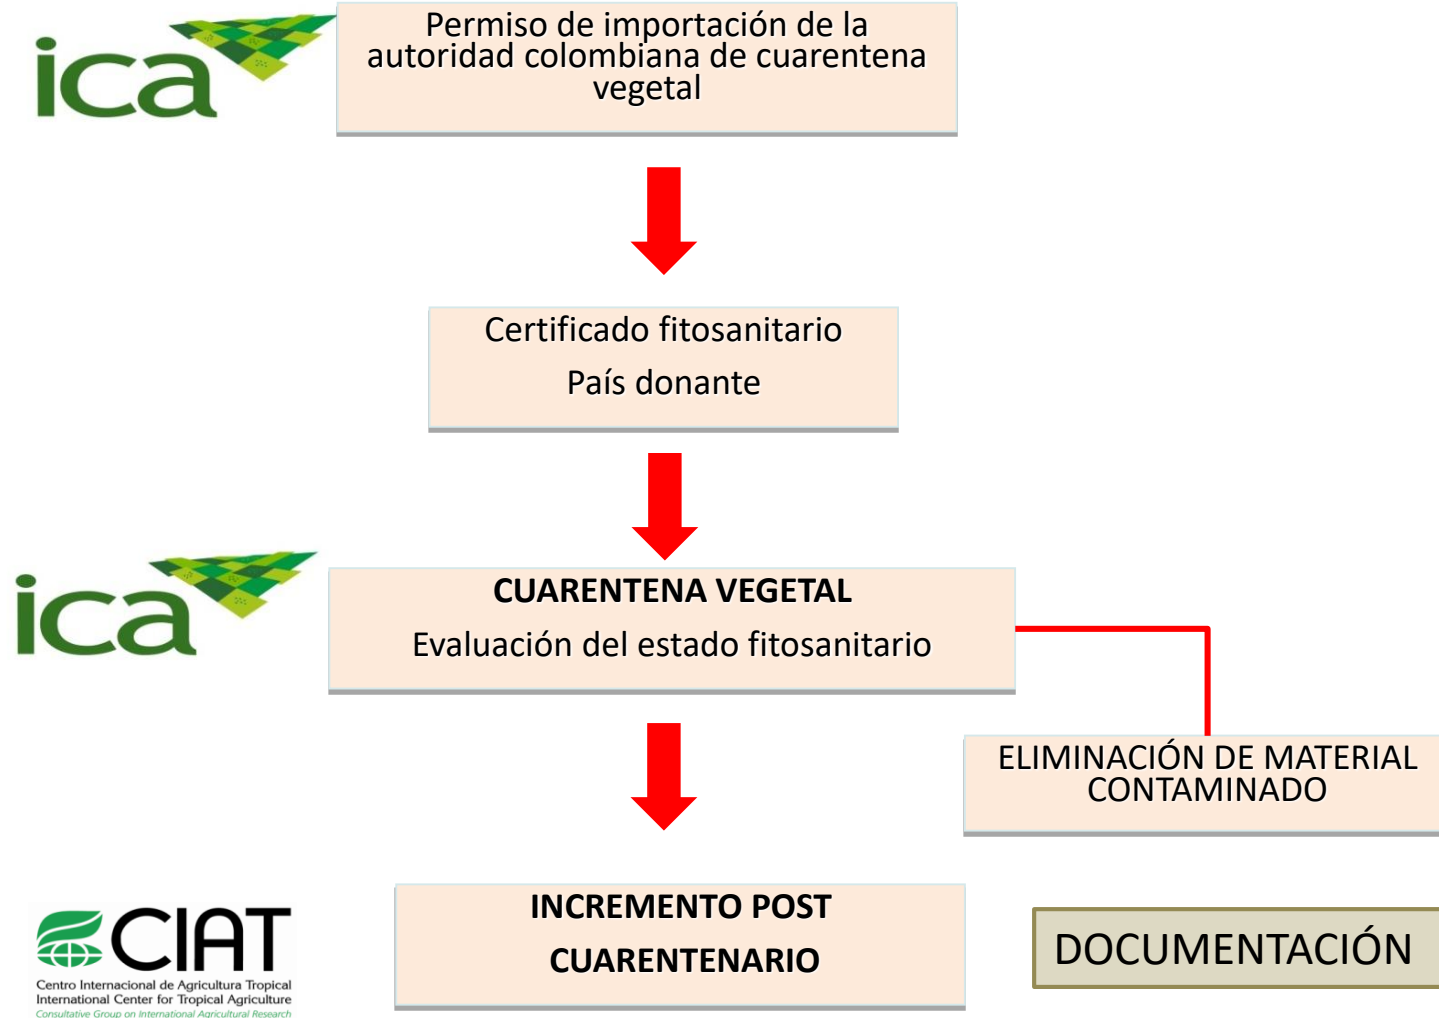 ica
Permiso de importación de la
autoridad colombiana de cuarentena
vegetal
Certificado fitosanitario
País donante
ica
CUARENTENA VEGETAL
Evaluación del estado fitosanitario
ELIMINACIÓN DE MATERIAL
CONTAMINADO
CIAT
Centro Internacional de Agricultura Tropical
International Center for Tropical Agriculture
Consultative Group on International Agricultural Research
INCREMENTO POST
CUARENTENARIO
DOCUMENTACIÓN